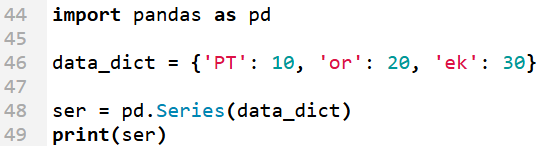 44 import pandas as pd
45
46 data_dict = {'PT': 10, 'or': 20, 'ek': 30}
47
48 ser = pd.Series(data_dict)
49 print(ser)